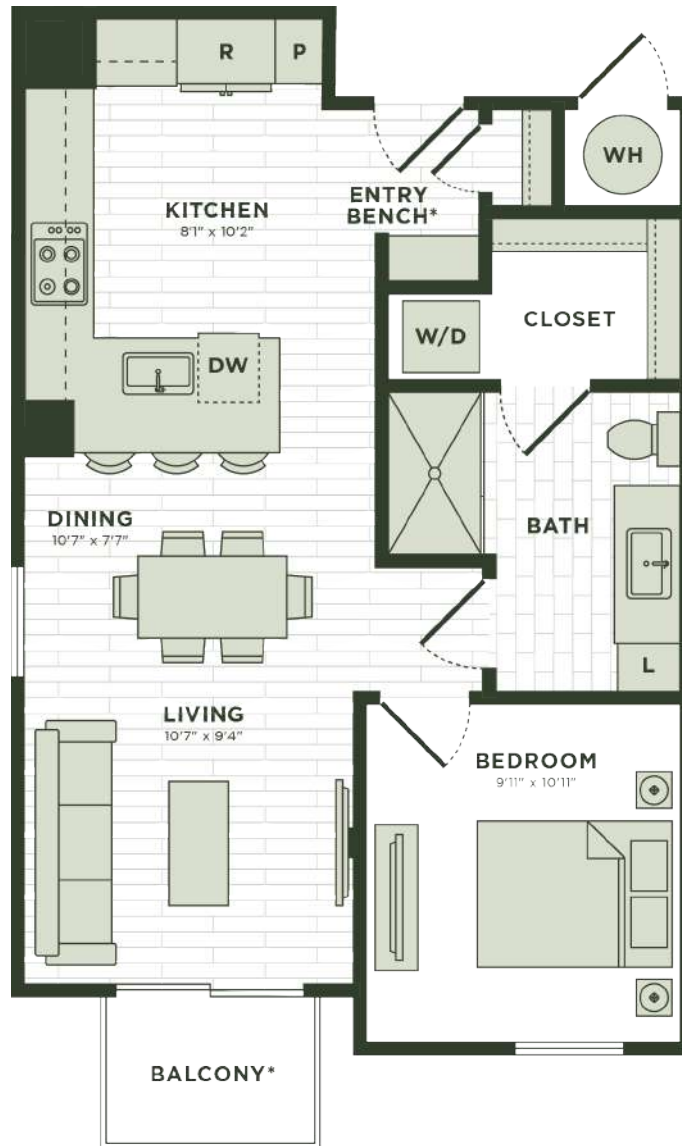 R
P
WH
KITCHEN
8'1" x 10'2"
ENTRY
BENCH*
CLOSET
W/D
DW
DINING
10'7" x 7'7"
BATH
L
LIVING
10'7" x 9'4"
BEDROOM
9'11" x 10'11"
BALCONY*